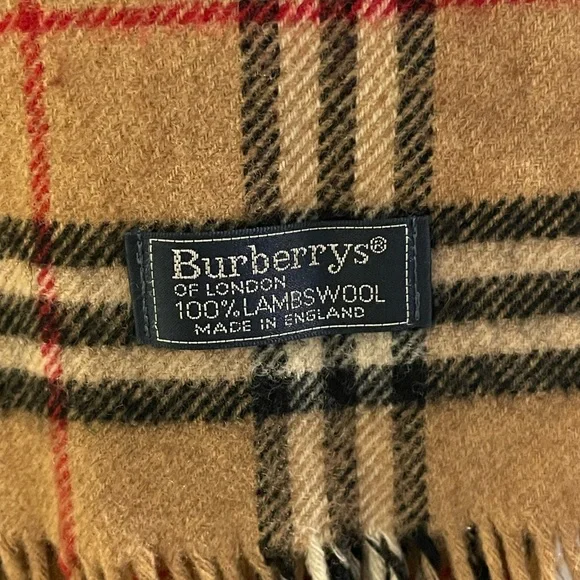 Burberrys®
OF LONDON
100% LAMBSWOOL
MADE IN ENGLAND